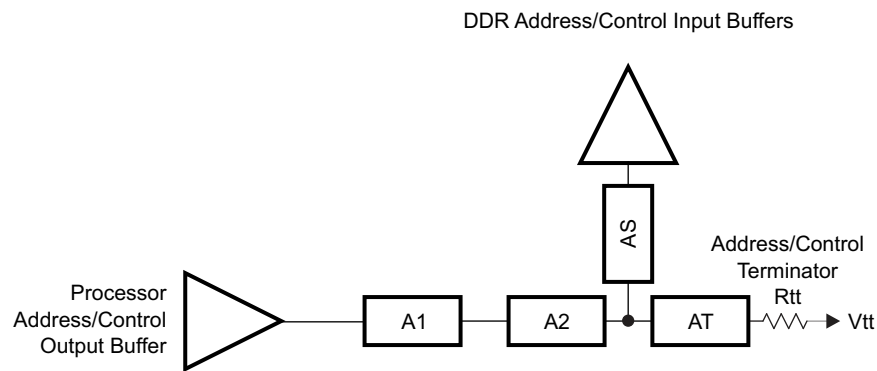 DDR Address/Control Input Buffers
AS
Address/Control
Terminator
Rtt
Processor
Address/Control
Output Buffer
A1
A2
AT
Vtt